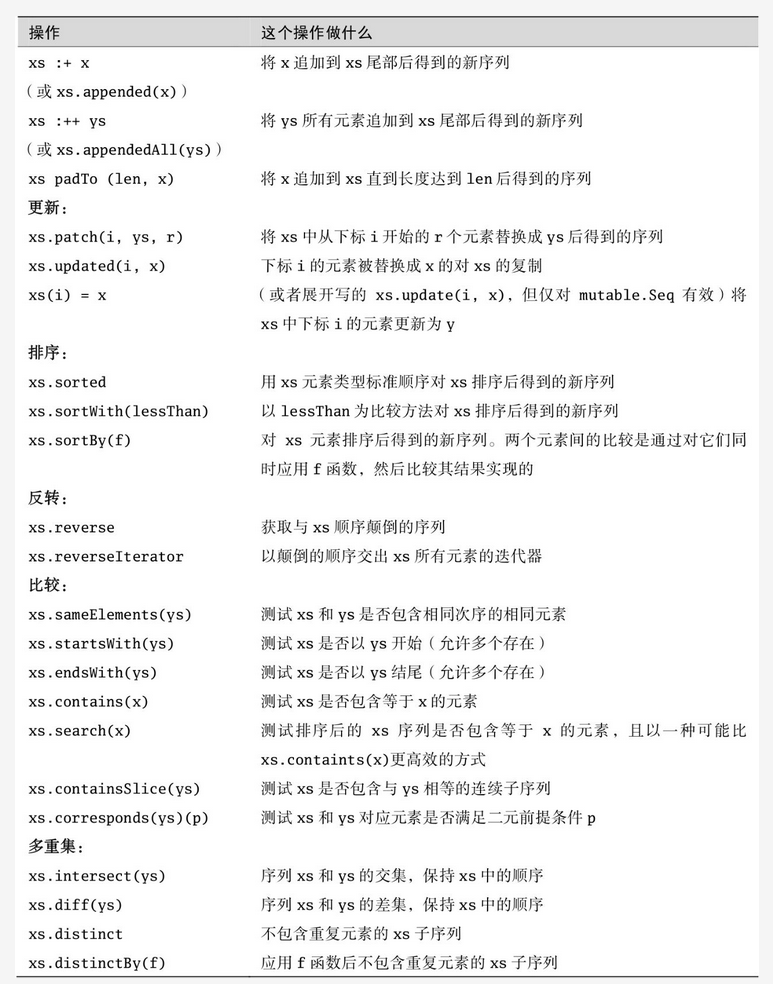 操作 这个操作做什么
xs :+ x 将 x 追加到 xs 尾部后得到的新序列
（或 xs.appended(x)）
xs :++ ys 将 ys 所有元素追加到 xs 尾部后得到的新序列
（或 xs.appendedAll(ys)）
xs padTo (len, x) 将 x 追加到 xs 直到长度达到 len 后得到的序列
更新：
xs.patch(i, ys, r) 将 xs 中从下标 i 开始的 r 个元素替换成 ys 后得到的序列
xs.updated(i, x) 下标 i 的元素被替换成 x 的对 xs 的复制
xs(i) = x （或者展开写的 xs.update(i, x)，但仅对 mutable.Seq 有效）将
xs 中下标 i 的元素更新为 y
排序：
xs.sorted 用 xs 元素类型标准顺序对 xs 排序后得到的新序列
xs.sortWith(lessThan) 以 lessThan 为比较方法对 xs 排序后得到的新序列
xs.sortBy(f) 对 xs 元素排序后得到的新序列。两个元素间的比较是通过对它们同
时应用 f 函数，然后比较其结果实现的
反转：
xs.reverse 获取与 xs 顺序颠倒的序列
xs.reverseIterator 以颠倒的顺序交出 xs 所有元素的迭代器
比较：
xs.sameElements(ys) 测试 xs 和 ys 是否包含相同次序的相同元素
xs.startsWith(ys) 测试 xs 是否以 ys 开始（允许多个存在）
xs.endsWith(ys) 测试 xs 是否以 ys 结尾（允许多个存在）
xs.contains(x) 测试 xs 是否包含等于 x 的元素
xs.search(x) 测试排序后的 xs 序列是否包含等于 x 的元素，且以一种可能比
xs.containts(x)更高效的方式
xs.containsSlice(ys) 测试 xs 是否包含与 ys 相等的连续子序列
xs.corresponds(ys)(p) 测试 xs 和 ys 对应元素是否满足二元前提条件 p
多重集：
xs.intersect(ys) 序列 xs 和 ys 的交集，保持 xs 中的顺序
xs.diff(ys) 序列 xs 和 ys 的差集，保持 xs 中的顺序
xs.distinct 不包含重复元素的 xs 子序列
xs.distinctBy(f) 应用 f 函数后不包含重复元素的 xs 子序列